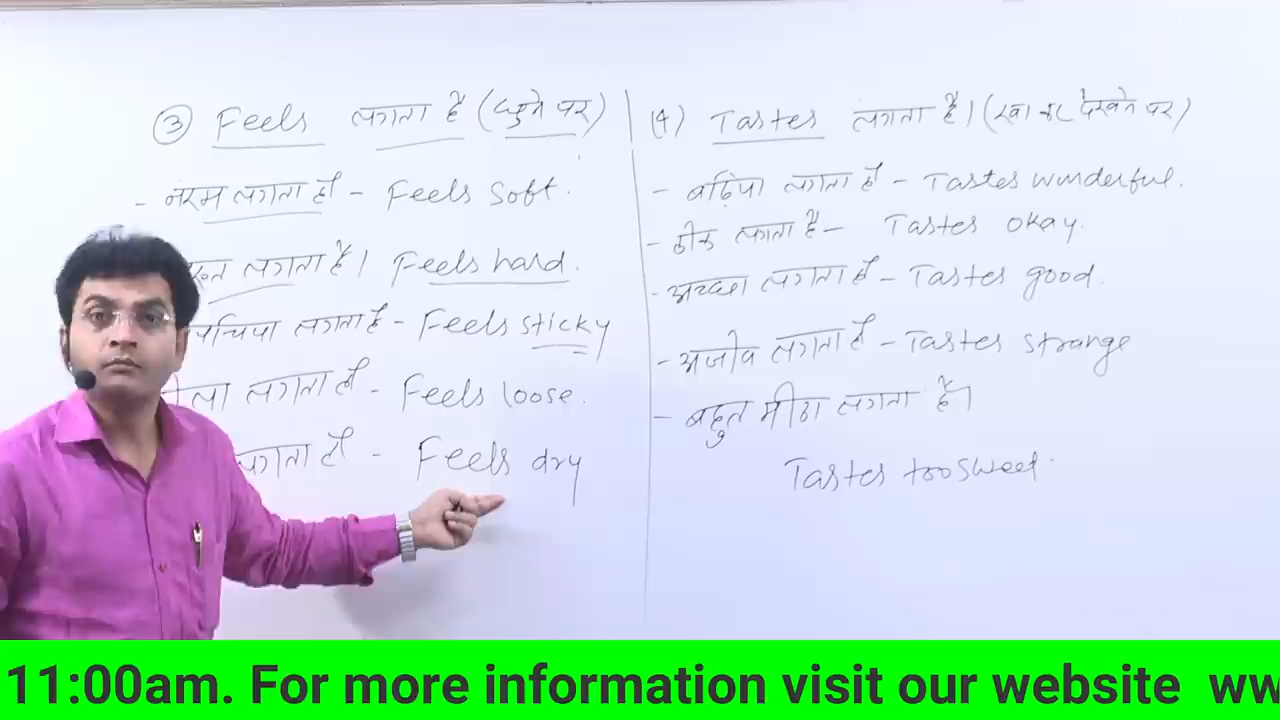 ③ Feels लगता है (छुने पर)
- नरम लगता है - Feels Soft.
लगता है। Feels hard.
लगता है - Feels sticky
लगता है - Feels loose.
लगता है - Feels dry
(4) Tastes लगता है। (खा कर देखने पर)
- बढ़िया लगता है - Tastes wonderful.
- ठीक लगता है - Tastes okay.
- अच्छा लगता है - Tastes good.
- अजीब लगता है - Tastes strange
- बहुत मीठा लगता है।
Tastes too sweet.
11:00am. For more information visit our website ww